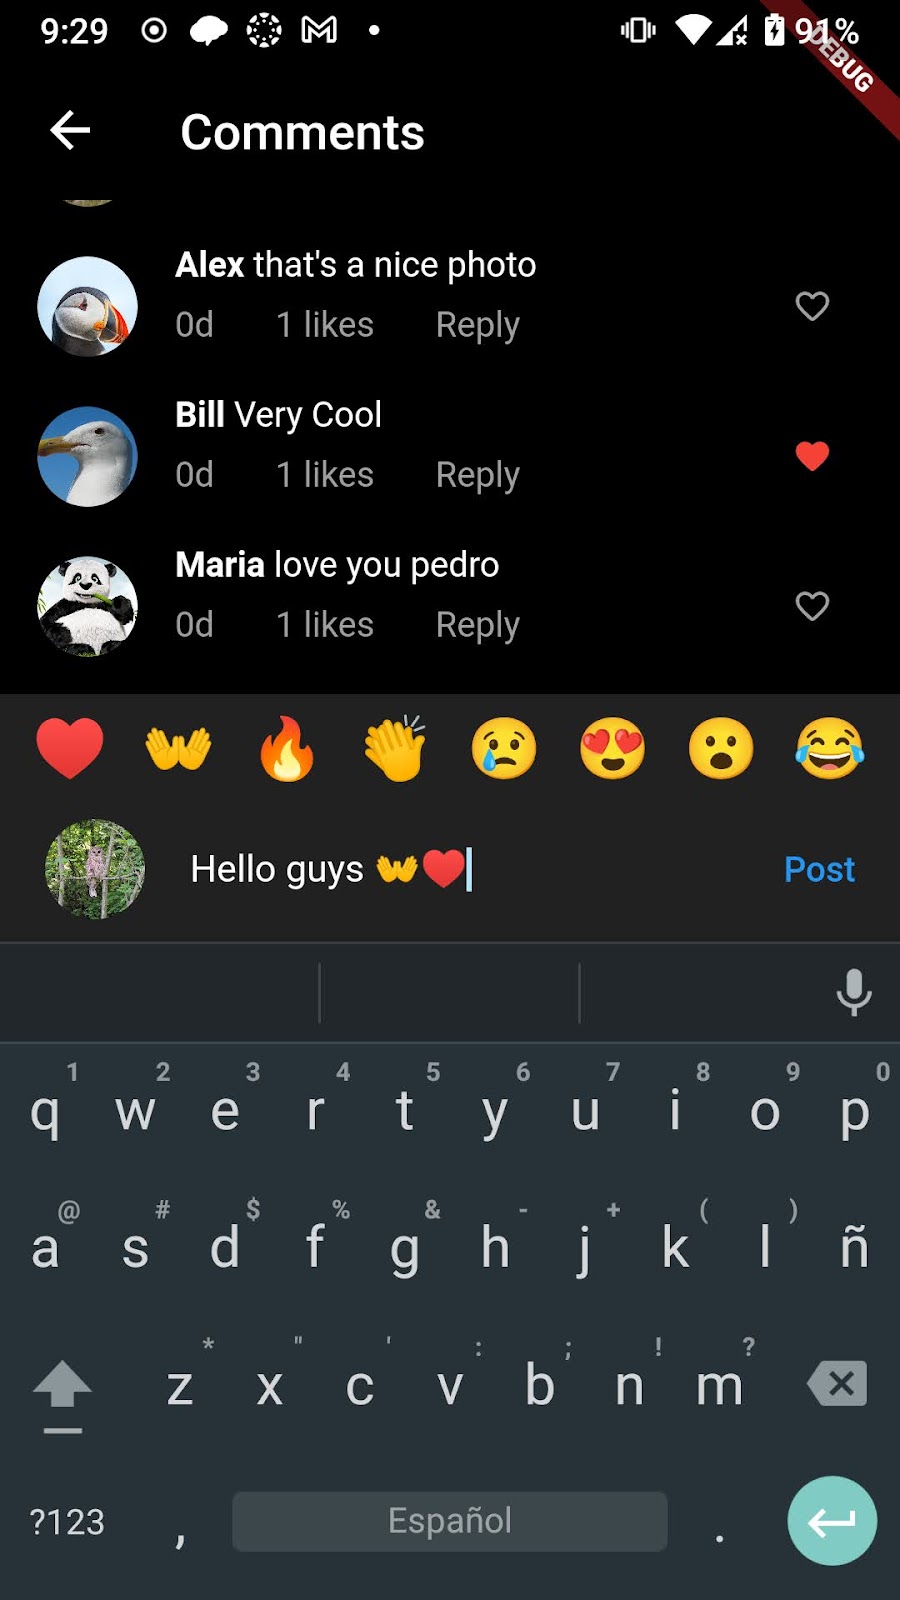 9:29 91%
DEBUG
Comments
Alex that's a nice photo
0d 1 likes Reply
Bill Very Cool
0d 1 likes Reply
Maria love you pedro
0d 1 likes Reply
❤️ 👐 🔥 👏 😢 😍 😮 😂
Hello guys 👐❤️ Post
1 2 3 4 5 6 7 8 9 0
q w e r t y u i o p
@ # $ % & - + ( )
a s d f g h j k l ñ
* " ' : ; ! ?
z x c v b n m
?123 , Español .